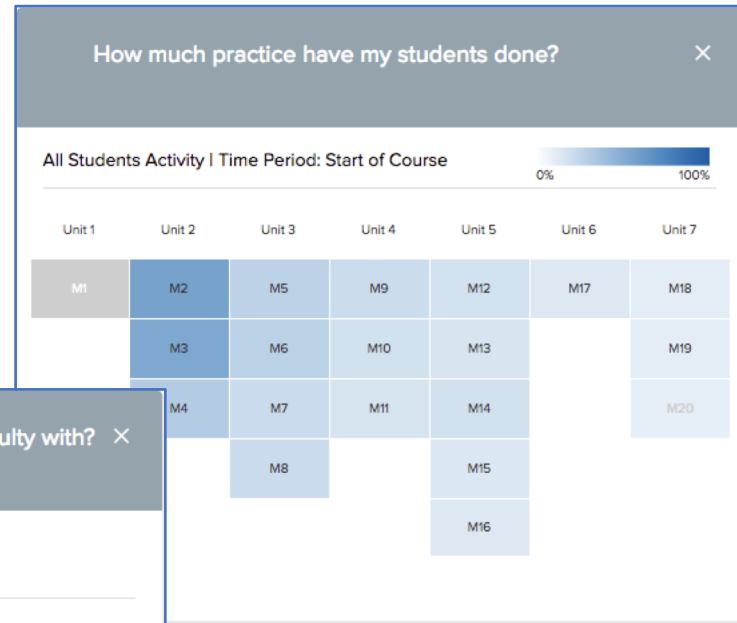 How much practice have my students done? ×
All Students Activity | Time Period: Start of Course
0% 100%
Unit 1 Unit 2 Unit 3 Unit 4 Unit 5 Unit 6 Unit 7
M1 M2 M5 M9 M12 M17 M18
M3 M6 M10 M13 M19
M4 M7 M11 M14 M20
with? ×
M8 M15
M16